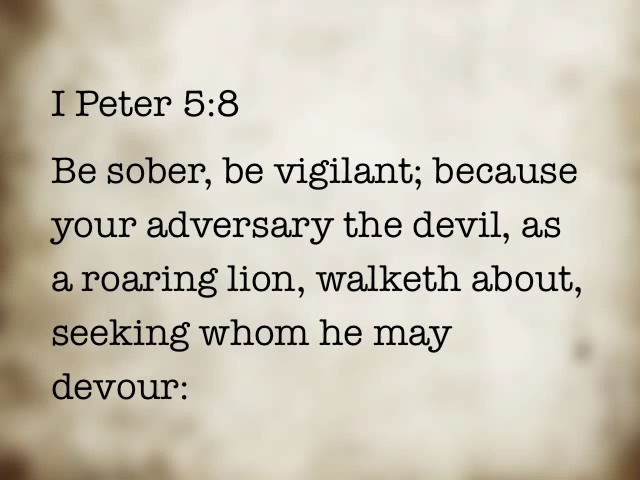 I Peter 5:8
Be sober, be vigilant; because
your adversary the devil, as
a roaring lion, walketh about,
seeking whom he may
devour: